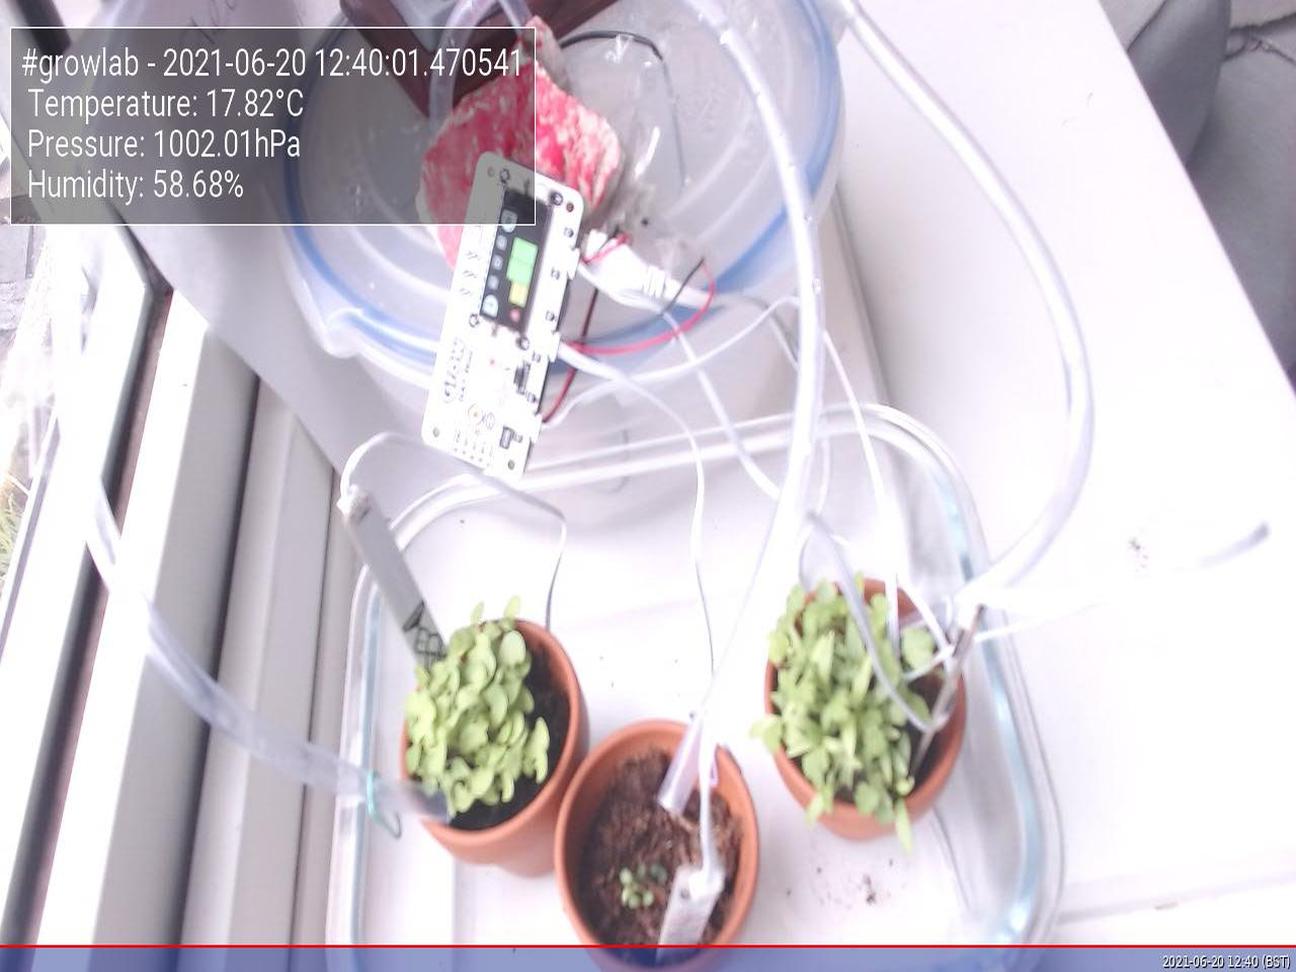 #growlab - 2021-06-20 12:40:01.470541
Temperature: 17.82°C
Pressure: 1002.01hPa
Humidity: 58.68%
2021-06-20 12:40 (BST)